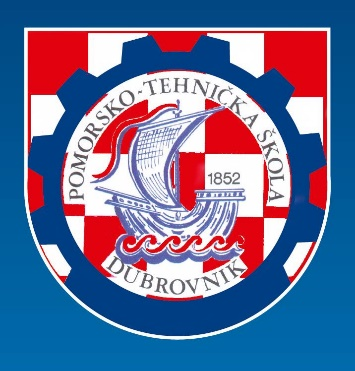 POMORSKO-TEHNIČKA ŠKOLA
1852
DUBROVNIK